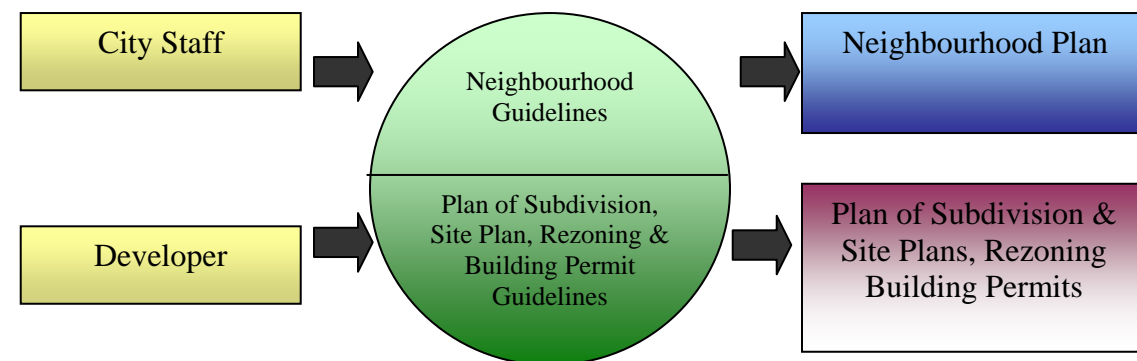 City Staff
Neighbourhood
Guidelines
Neighbourhood Plan
Developer
Plan of Subdivision,
Site Plan, Rezoning &
Building Permit
Guidelines
Plan of Subdivision &
Site Plans, Rezoning
Building Permits